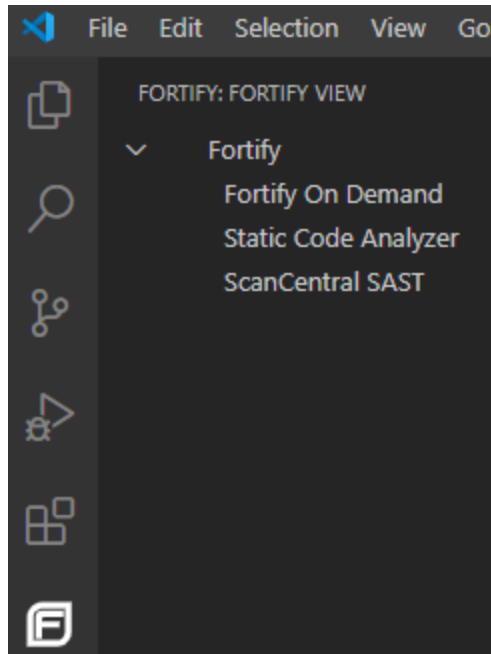 File Edit Selection View Go
FORTIFY: FORTIFY VIEW
Fortify
Fortify On Demand
Static Code Analyzer
ScanCentral SAST